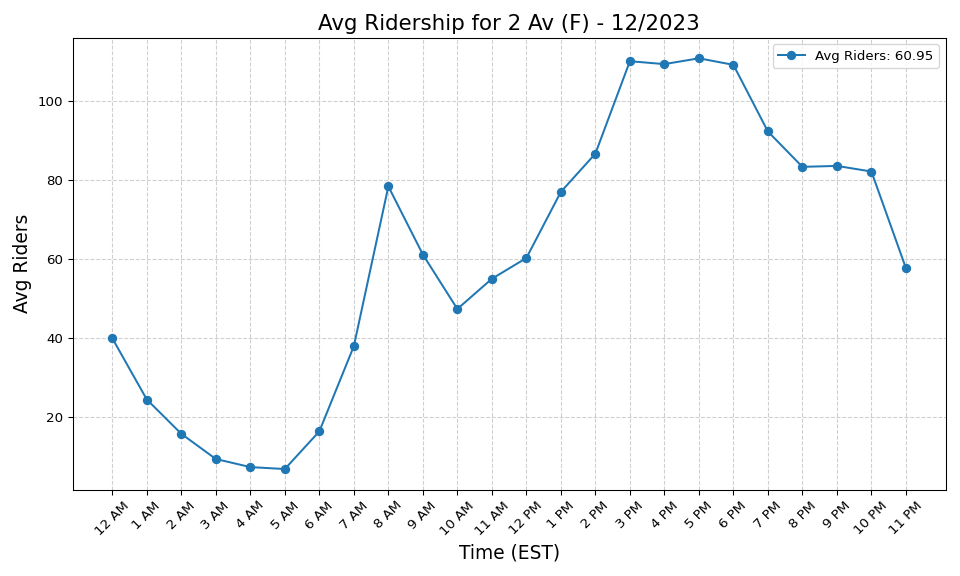 Avg Ridership for 2 Av (F) - 12/2023
Avg Riders: 60.95
Avg Riders
100
80
60
40
20
12 AM
1 AM
2 AM
3 AM
4 AM
5 AM
6 AM
7 AM
8 AM
9 AM
10 AM
11 AM
12 PM
1 PM
2 PM
3 PM
4 PM
5 PM
6 PM
7 PM
8 PM
9 PM
10 PM
11 PM
Time (EST)